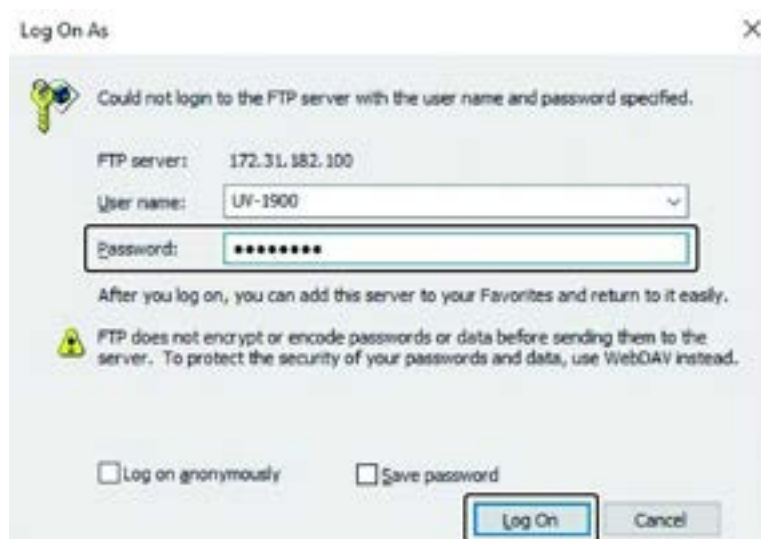 Log On As
Could not login to the FTP server with the user name and password specified.
FTP server: 172.31.182.100
User name: UV-1900
Password: ●●●●●●●●
After you log on, you can add this server to your Favorites and return to it easily.
FTP does not encrypt or encode passwords or data before sending them to the
server. To protect the security of your passwords and data, use WebDAV instead.
Log on anonymously Save password
Log On Cancel